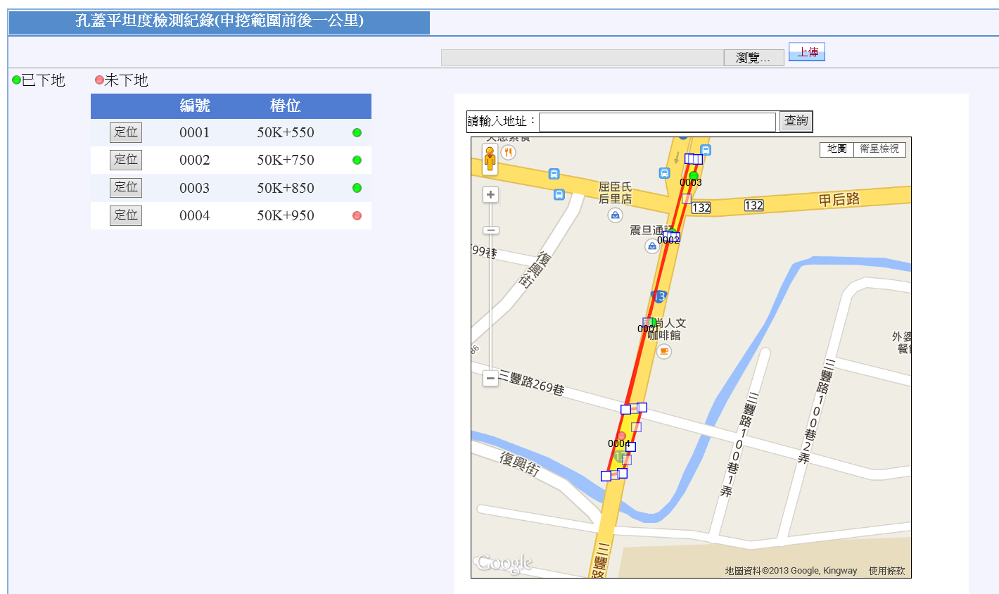 孔蓋平坦度檢測紀錄(申挖範圍前後一公里)
瀏覽...
上傳
已下地
未下地
編號
樁位
定位
0001
50K+550
定位
0002
50K+750
定位
0003
50K+850
定位
0004
50K+950
請輸入地址：
查詢
地圖
衛星檢視
0003
屈臣氏
后里店
132
132
甲后路
震旦通訊
0002
99巷
復興街
13
尚人文
0001
咖啡館
外婆
86
三豐路269巷
三豐路100巷2弄
三豐路100巷1弄
0004
復興街
三豐路
Google
地圖資料©2013 Google, Kingway
使用條款